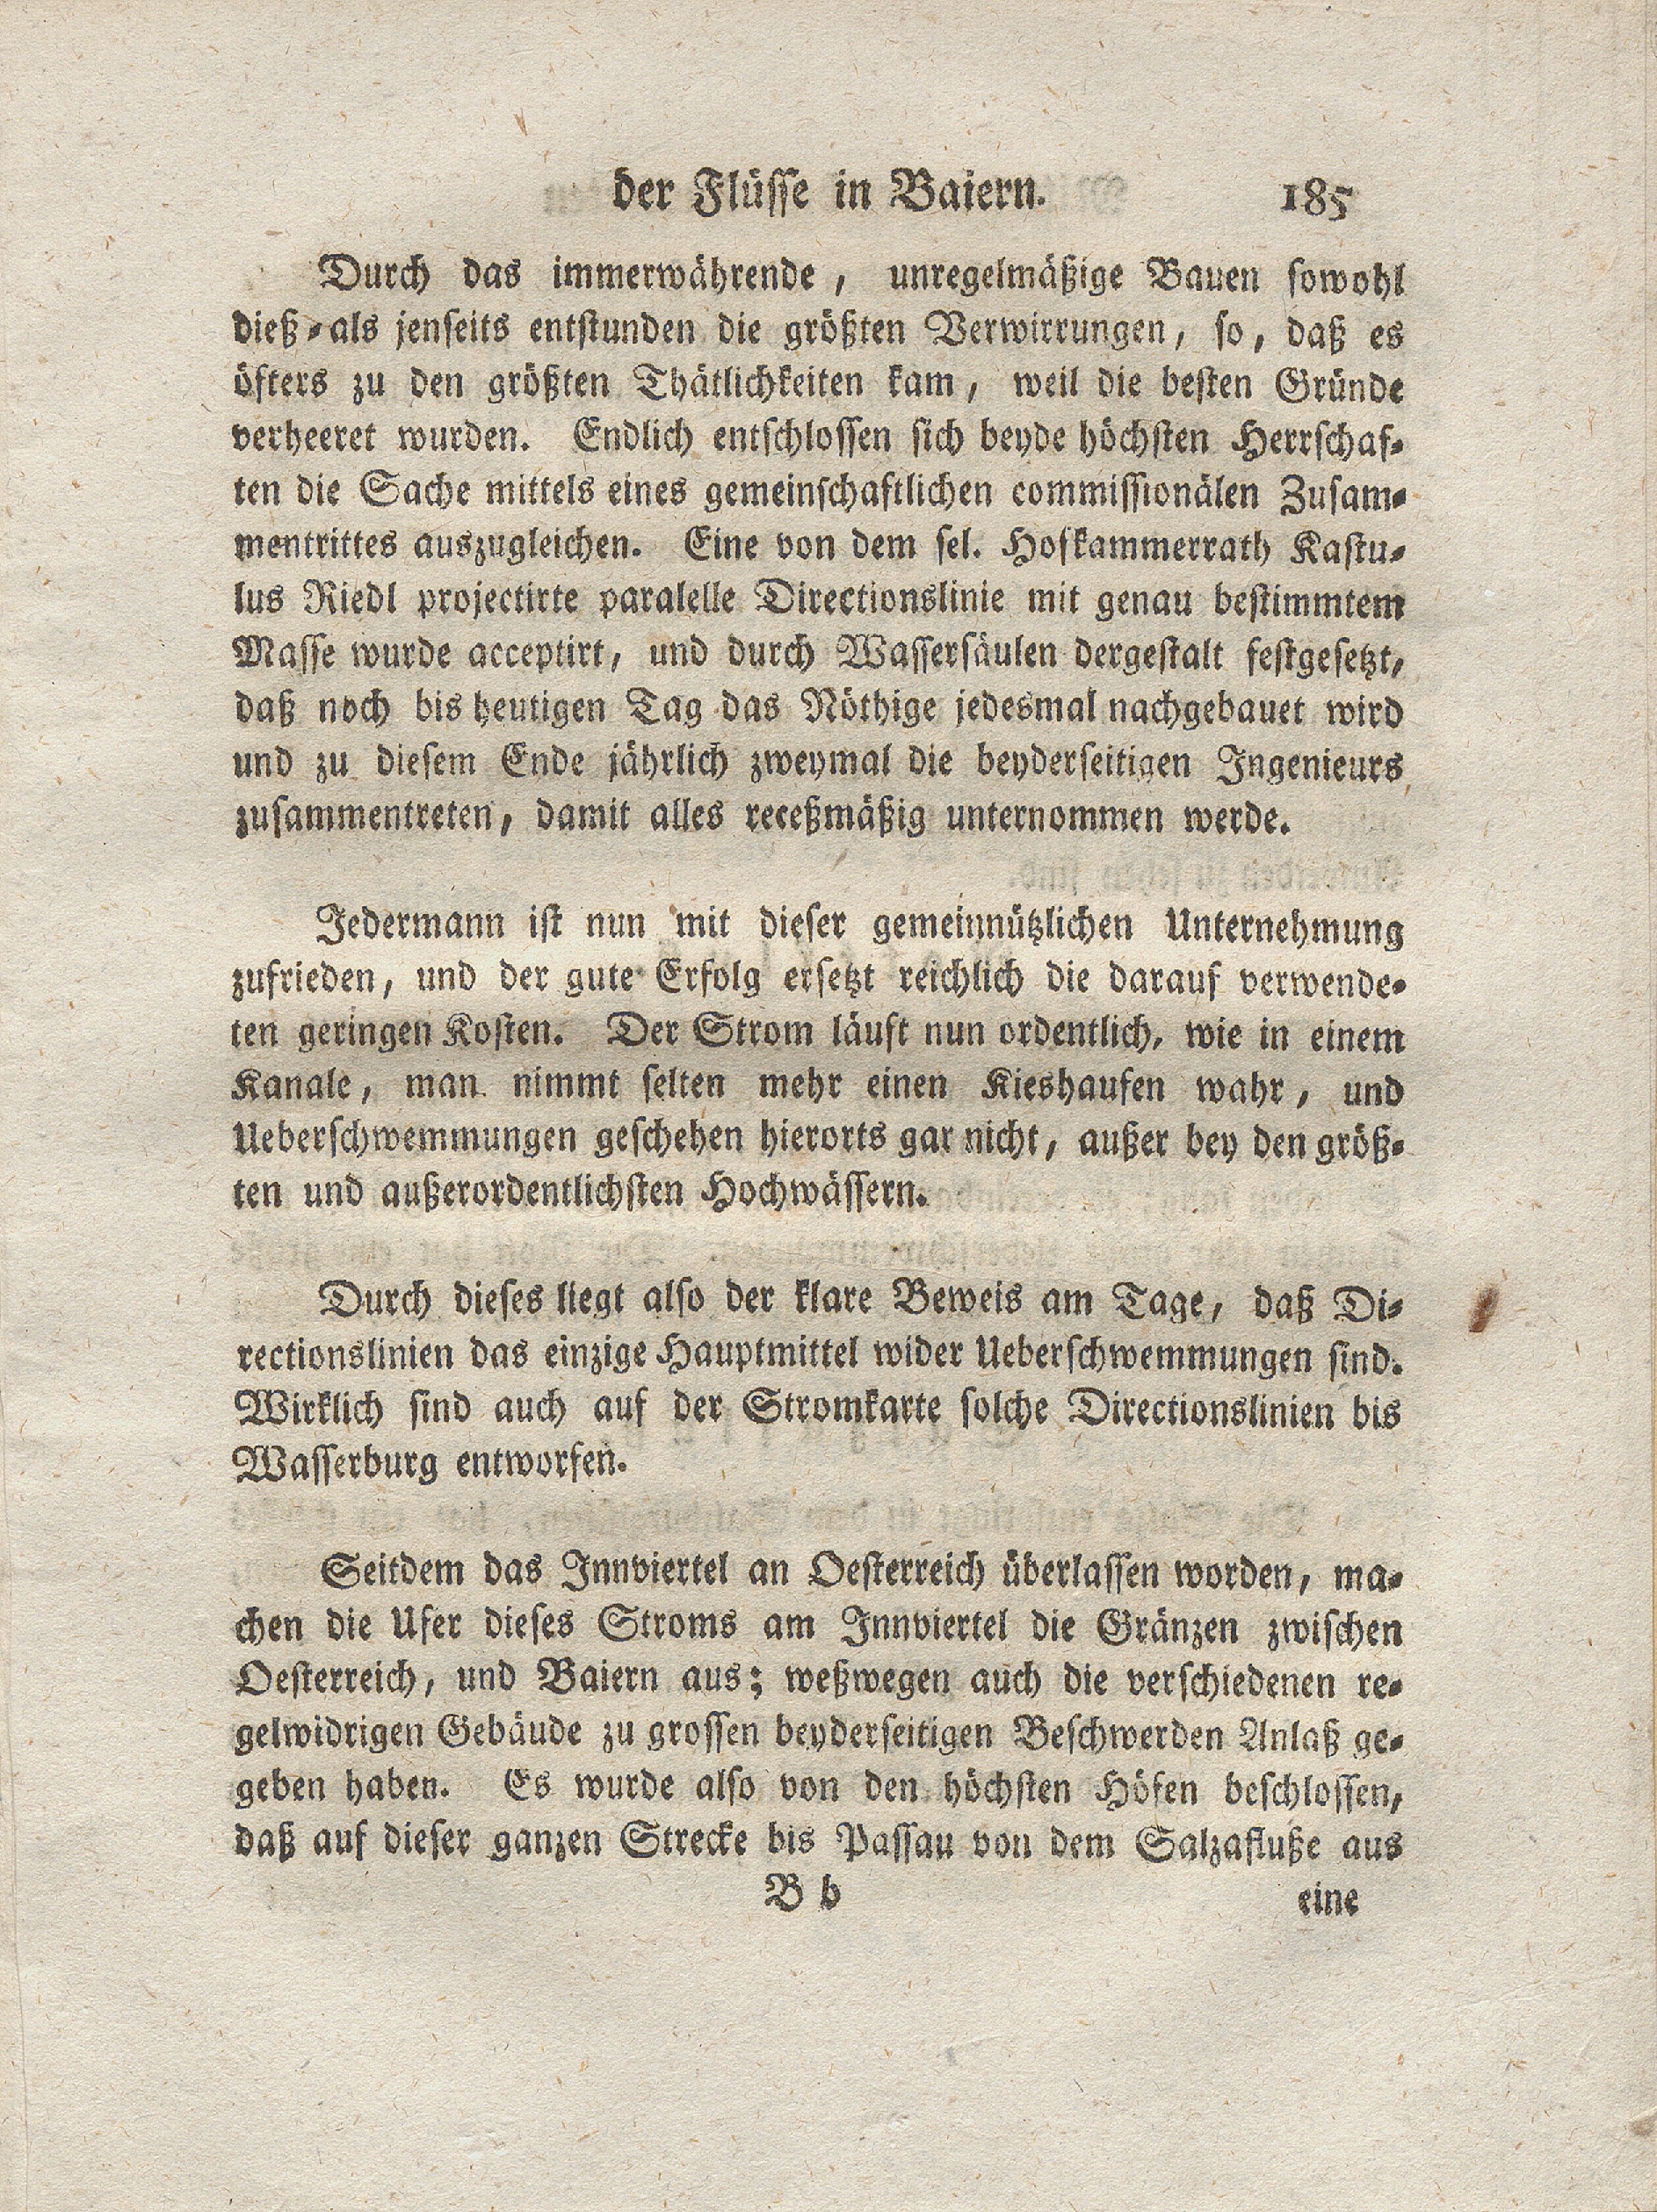 der Flüsse in Baiern. 185
Durch das immerwährende, unregelmäßige Bauen sowohl
dieß-als jenseits entstunden die größten Verwirrungen, so, daß es
öfters zu den größten Thätlichkeiten kam, weil die besten Gründe
verheeret wurden. Endlich entschlossen sich beyde höchsten Herrschaf-
ten die Sache mittels eines gemeinschaftlichen commissionälen Zusam-
mentrittes auszugleichen. Eine von dem sel. Hofkammerrath Kastu-
lus Riedl projectirte paralelle Directionslinie mit genau bestimmtem
Masse wurde acceptirt, und durch Wassersäulen dergestalt festgesetzt,
daß noch bis heutigen Tag das Nöthige jedesmal nachgebauet wird
und zu diesem Ende jährlich zweymal die beyderseitigen Ingenieurs
zusammentreten, damit alles receßmäßig unternommen werde.
Jedermann ist nun mit dieser gemeinnützlichen Unternehmung
zufrieden, und der gute Erfolg ersetzt reichlich die darauf verwende-
ten geringen Kosten. Der Strom läuft nun ordentlich, wie in einem
Kanale, man nimmt selten mehr einen Kieshaufen wahr, und
Ueberschwemmungen geschehen hierorts gar nicht, außer bey den größ-
ten und außerordentlichsten Hochwässern.
Durch dieses liegt also der klare Beweis am Tage, daß Di-
rectionslinien das einzige Hauptmittel wider Ueberschwemmungen sind.
Wirklich sind auch auf der Stromkarte solche Directionslinien bis
Wasserburg entworfen.
Seitdem das Innviertel an Oesterreich überlassen worden, ma-
chen die Ufer dieses Stroms am Innviertel die Gränzen zwischen
Oesterreich, und Baiern aus; weßwegen auch die verschiedenen re-
gelwidrigen Gebäude zu grossen beyderseitigen Beschwerden Anlaß ge-
geben haben. Es wurde also von den höchsten Höfen beschlossen,
daß auf dieser ganzen Strecke bis Passau von dem Salzafluße aus
B b eine